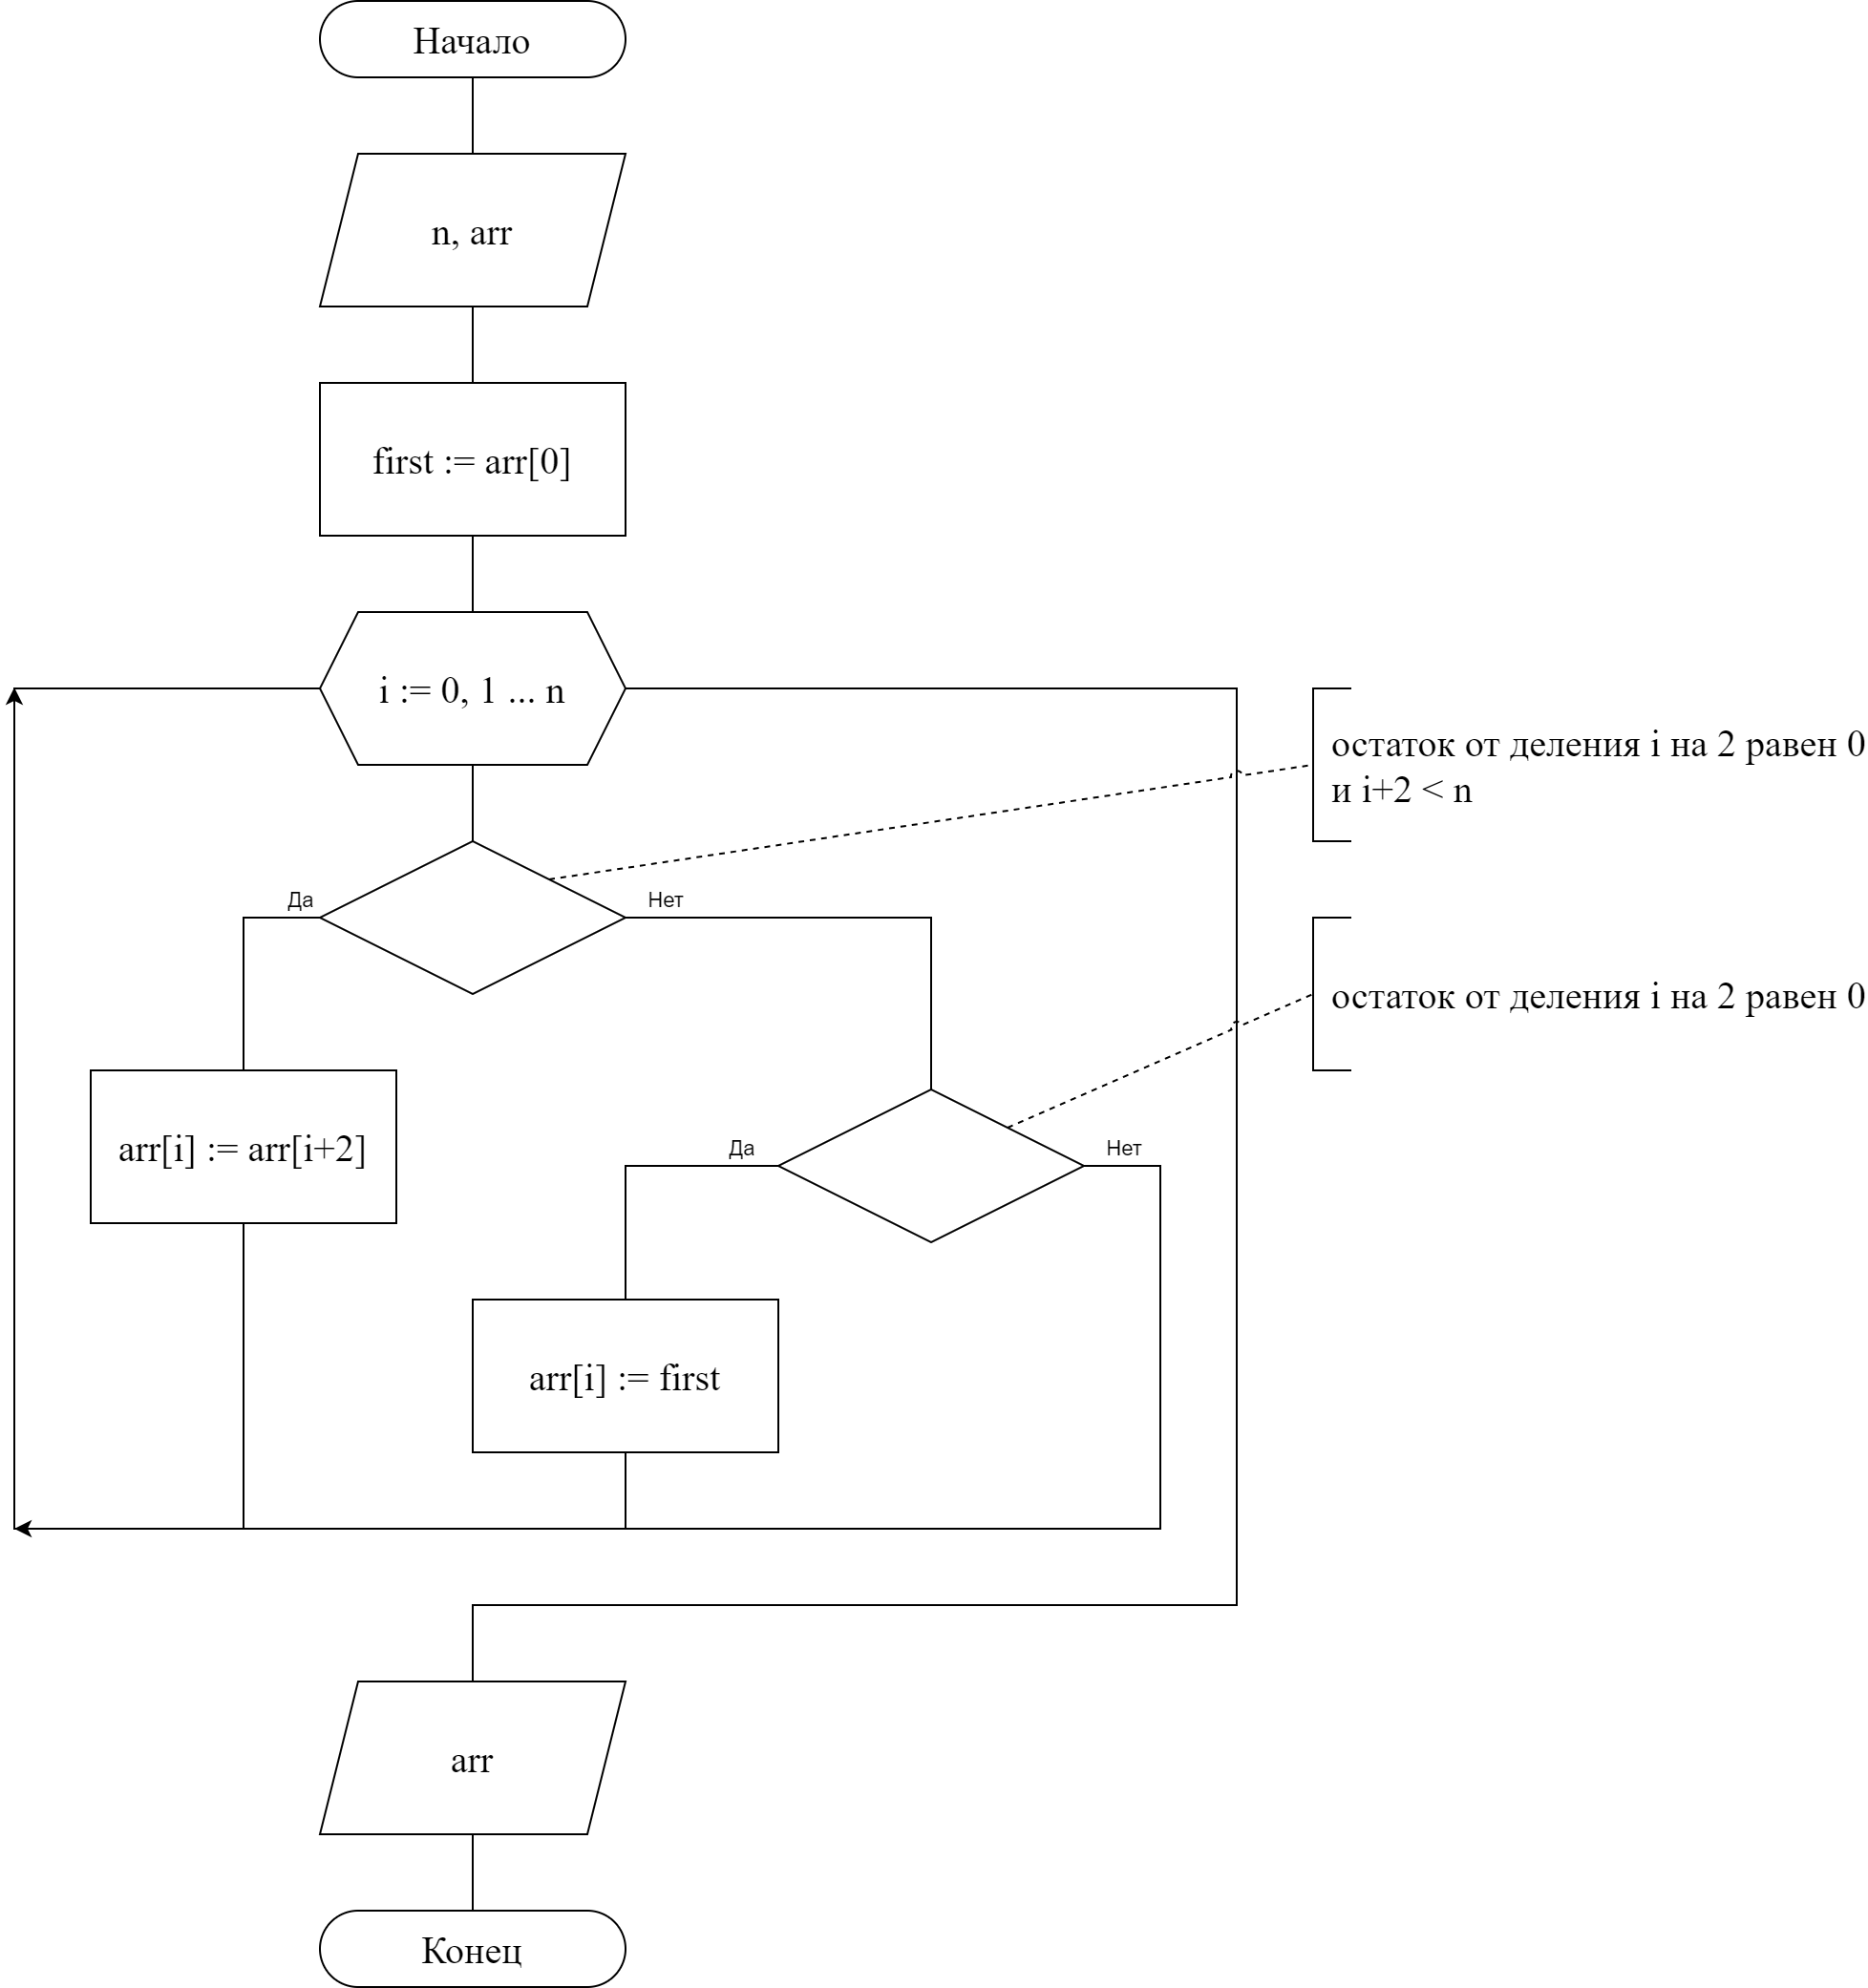 Начало
n, arr
first := arr[0]
i := 0, 1 ... n
остаток от деления i на 2 равен 0
и i+2 < n
Да
Нет
остаток от деления i на 2 равен 0
arr[i] := arr[i+2]
Да
Нет
arr[i] := first
arr
Конец